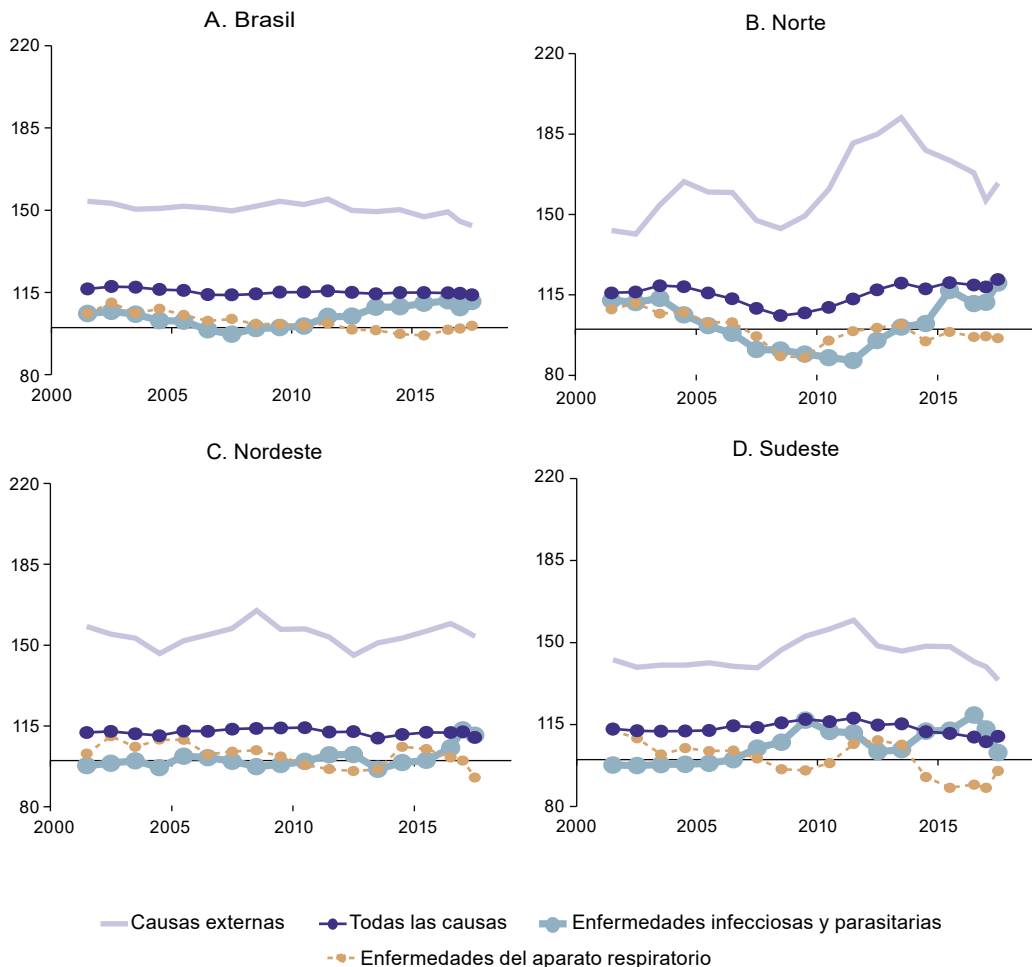 A. Brasil
220
185
150
115
80
2000 2005 2010 2015
B. Norte
220
185
150
115
80
2000 2005 2010 2015
C. Nordeste
220
185
150
115
80
2000 2005 2010 2015
D. Sudeste
220
185
150
115
80
2000 2005 2010 2015
Causas externas Todas las causas Enfermedades infecciosas y parasitarias
Enfermedades del aparato respiratorio